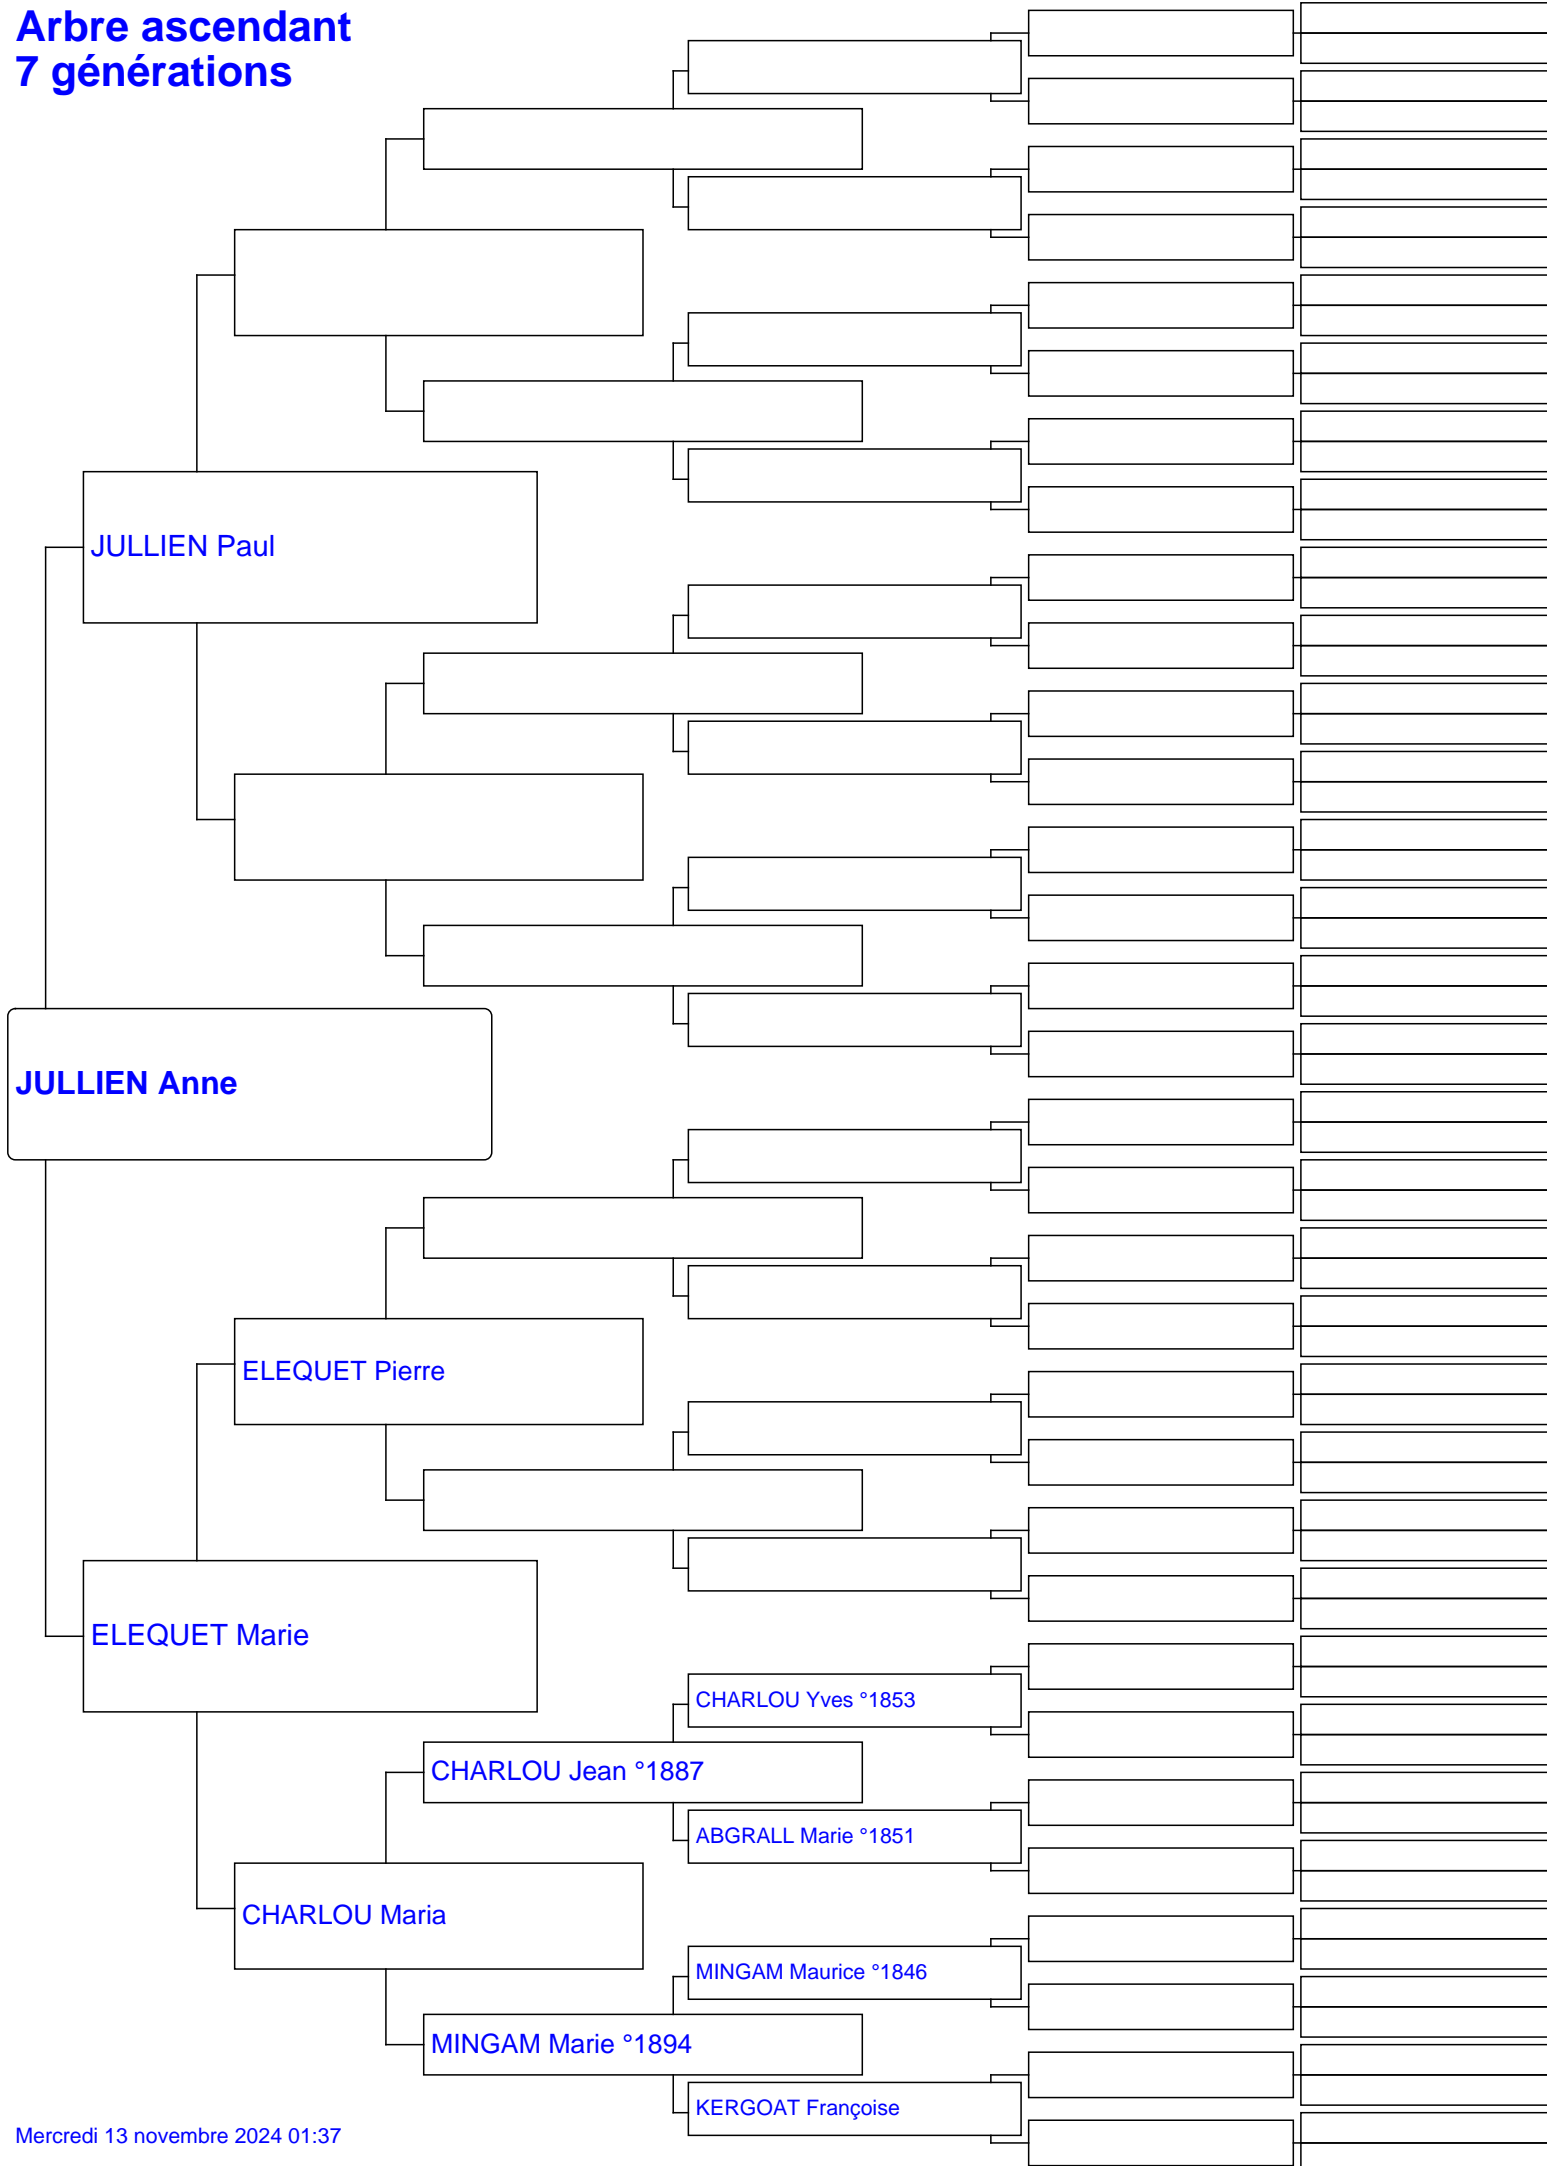 Arbre ascendant
7 générations
JULLIEN Paul
JULLIEN Anne
ELEQUET Pierre
ELEQUET Marie
CHARLOU Yves °1853
CHARLOU Jean °1887
ABGRALL Marie °1851
CHARLOU Maria
MINGAM Maurice °1846
MINGAM Marie °1894
KERGOAT Françoise
Mercredi 13 novembre 2024 01:37